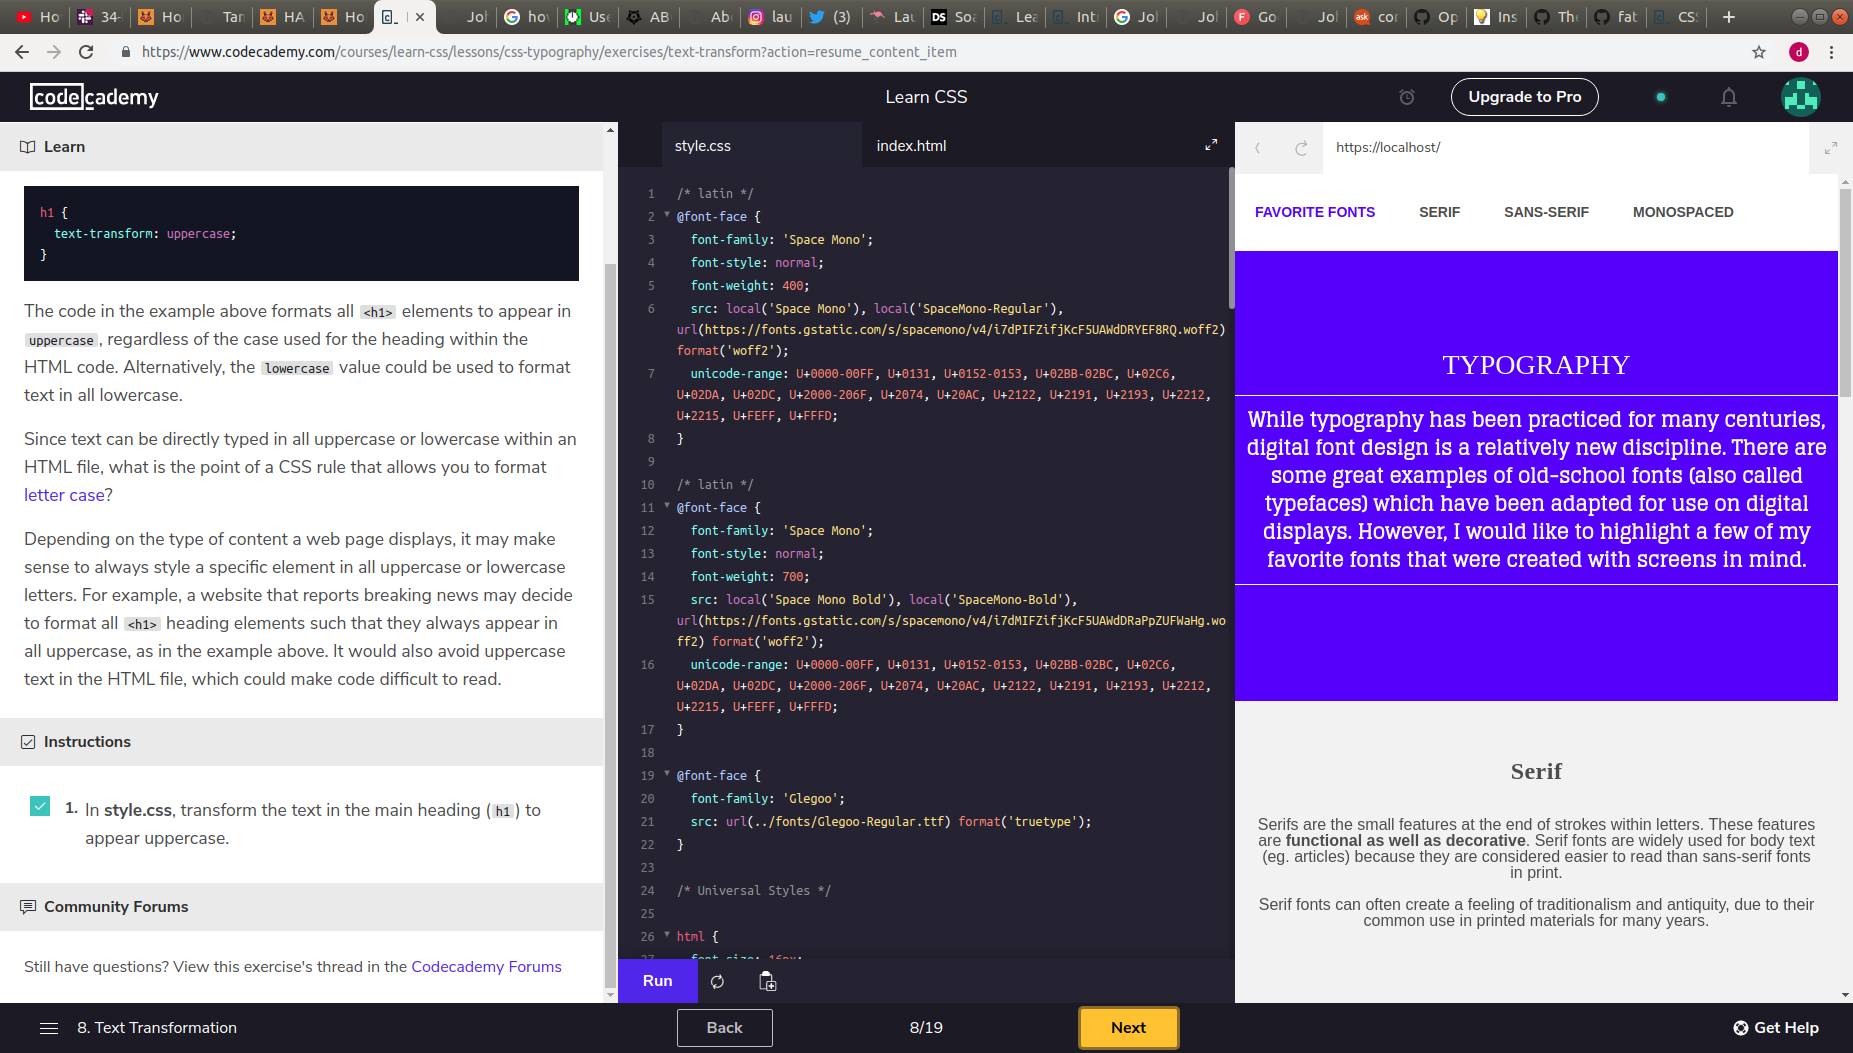 Ho
34-
Ho
Tan
HA
Ho
Joh
how
Use
AB
Abo
lau
(3)
Lau
DS Soa
Lea
Int
Joh
Joh
Go
Joh
ask con
Op
Ins
The
fat
CSS
https://www.codecademy.com/courses/learn-css/lessons/css-typography/exercises/text-transform?action=resume_content_item
d
codecademy
Learn CSS
Upgrade to Pro
Learn
h1 {
text-transform: uppercase;
}
The code in the example above formats all <h1> elements to appear in
uppercase, regardless of the case used for the heading within the
HTML code. Alternatively, the lowercase value could be used to format
text in all lowercase.
Since text can be directly typed in all uppercase or lowercase within an
HTML file, what is the point of a CSS rule that allows you to format
letter case?
Depending on the type of content a web page displays, it may make
sense to always style a specific element in all uppercase or lowercase
letters. For example, a website that reports breaking news may decide
to format all <h1> heading elements such that they always appear in
all uppercase, as in the example above. It would also avoid uppercase
text in the HTML file, which could make code difficult to read.
Instructions
1. In style.css, transform the text in the main heading (h1) to
appear uppercase.
Community Forums
Still have questions? View this exercise's thread in the Codecademy Forums
style.css
index.html
1 /* latin */
2 @font-face {
3 font-family: 'Space Mono';
4 font-style: normal;
5 font-weight: 400;
6 src: local('Space Mono'), local('SpaceMono-Regular'),
url(https://fonts.gstatic.com/s/spacemono/v4/i7dPIFZifjKcF5UAWdDRYEF8RQ.woff2)
format('woff2');
7 unicode-range: U+0000-00FF, U+0131, U+0152-0153, U+02BB-02BC, U+02C6,
U+02DA, U+02DC, U+2000-206F, U+2074, U+20AC, U+2122, U+2191, U+2193, U+2212,
U+2215, U+FEFF, U+FFFD;
8 }
9
10 /* latin */
11 @font-face {
12 font-family: 'Space Mono';
13 font-style: normal;
14 font-weight: 700;
15 src: local('Space Mono Bold'), local('SpaceMono-Bold'),
url(https://fonts.gstatic.com/s/spacemono/v4/i7dMIFZifjKcF5UAWdDRaPpZUFWaHg.wo
ff2) format('woff2');
16 unicode-range: U+0000-00FF, U+0131, U+0152-0153, U+02BB-02BC, U+02C6,
U+02DA, U+02DC, U+2000-206F, U+2074, U+20AC, U+2122, U+2191, U+2193, U+2212,
U+2215, U+FEFF, U+FFFD;
17 }
18
19 @font-face {
20 font-family: 'Glegoo';
21 src: url(../fonts/Glegoo-Regular.ttf) format('truetype');
22 }
23
24 /* Universal Styles */
25
26 html {
27 font-size: 16px;
Run
https://localhost/
FAVORITE FONTS SERIF SANS-SERIF MONOSPACED
TYPOGRAPHY
While typography has been practiced for many centuries,
digital font design is a relatively new discipline. There are
some great examples of old-school fonts (also called
typefaces) which have been adapted for use on digital
displays. However, I would like to highlight a few of my
favorite fonts that were created with screens in mind.
Serif
Serifs are the small features at the end of strokes within letters. These features
are functional as well as decorative. Serif fonts are widely used for body text
(eg. articles) because they are considered easier to read than sans-serif fonts
in print.
Serif fonts can often create a feeling of traditionalism and antiquity, due to their
common use in printed materials for many years.
8. Text Transformation
Back
8/19
Next
Get Help